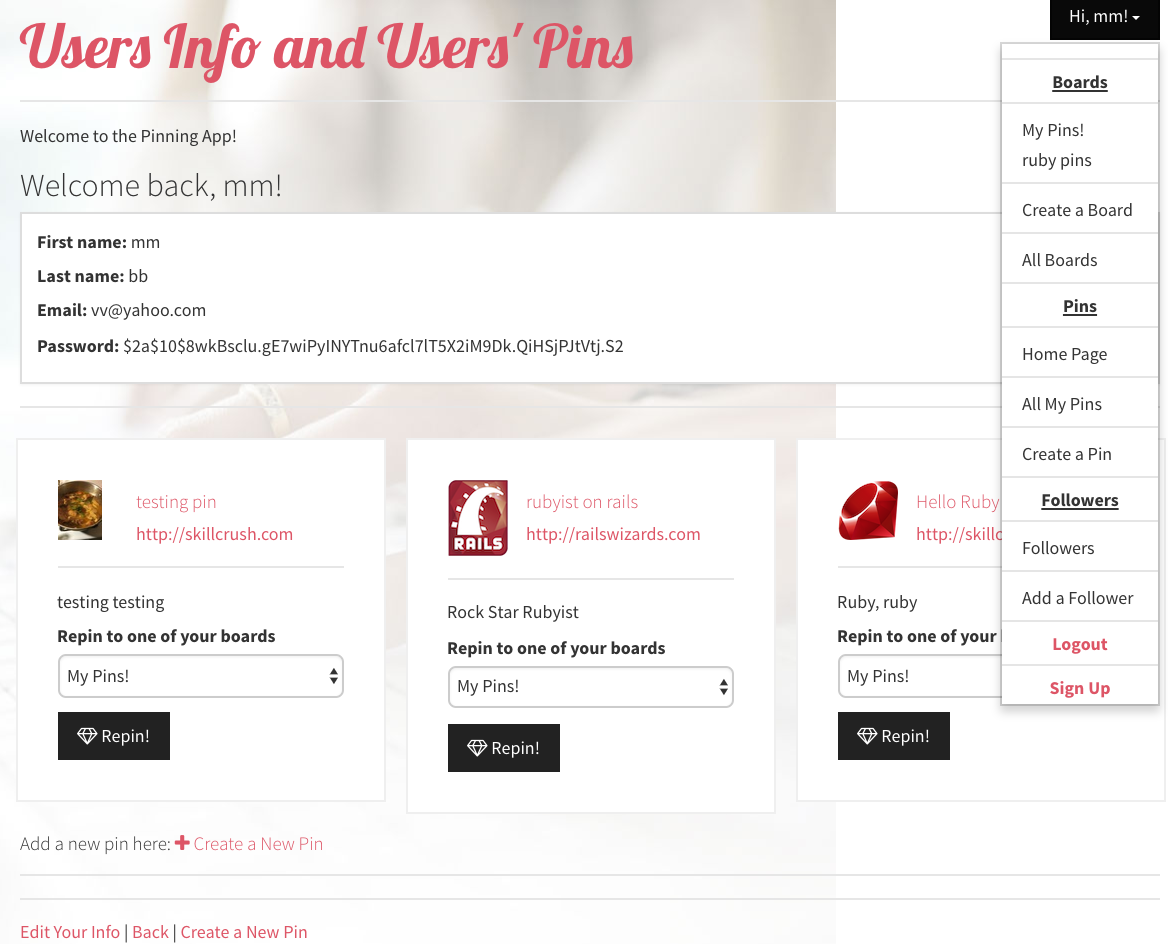 Users Info and Users' Pins
Hi, mm!
Welcome to the Pinning App!
Welcome back, mm!
First name: mm
Last name: bb
Email: vv@yahoo.com
Password: $2a$10$8wkBsclu.gE7wiPyINYTnu6afcl7lT5X2iM9Dk.QiHSjPJtVtj.S2
Boards
My Pins!
ruby pins
Create a Board
All Boards
Pins
Home Page
All My Pins
Create a Pin
Followers
Followers
Add a Follower
Logout
Sign Up
testing pin
http://skillcrush.com
testing testing
Repin to one of your boards
My Pins!
Repin!
RAILS
rubyist on rails
http://railswizards.com
Rock Star Rubyist
Repin to one of your boards
My Pins!
Repin!
Hello Ruby
http://skillc
Ruby, ruby
Repin to one of your
My Pins!
Repin!
Add a new pin here: Create a New Pin
Edit Your Info | Back | Create a New Pin